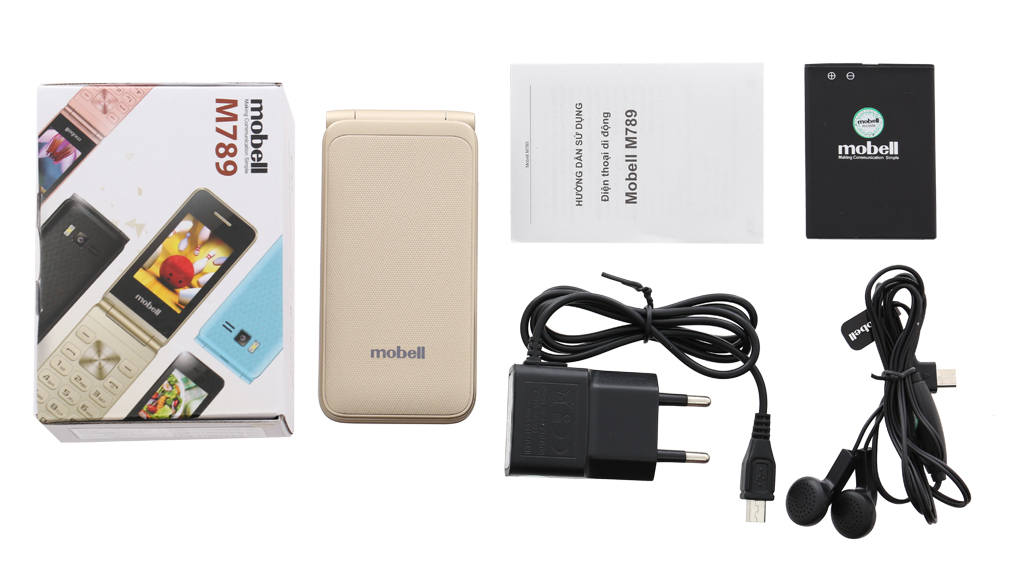 mobell
Making Communication Simple
M789
mobell
mobell
Mobell M789
HƯỚNG DẪN SỬ DỤNG
Điện thoại di động
Mobell M789
mobell
mobell
Making Communication Simple
mobell